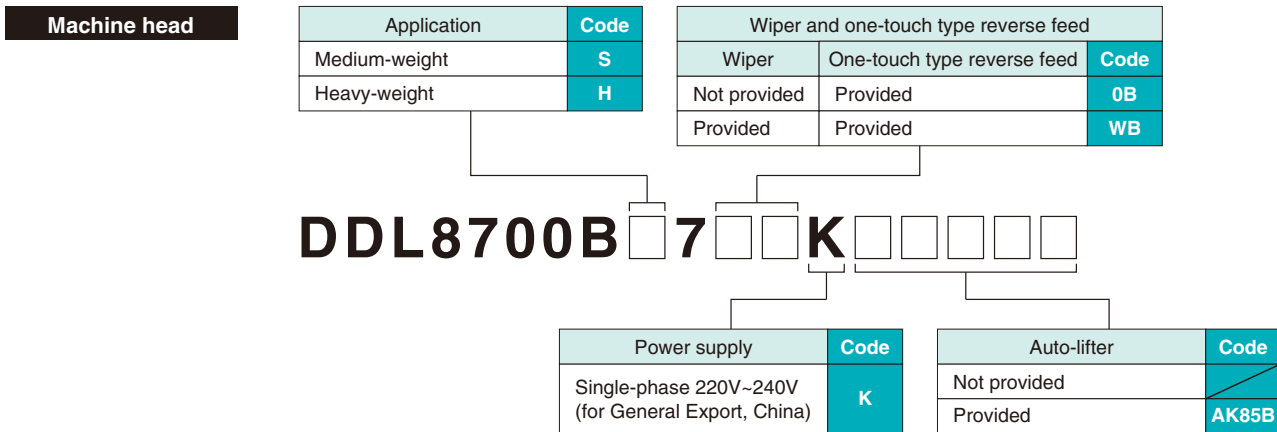 Machine head
Application Code
Medium-weight S
Heavy-weight H
Wiper and one-touch type reverse feed
Wiper One-touch type reverse feed Code
Not provided Provided 0B
Provided Provided WB
DDL8700B□7□□K□□□□□
Power supply Code
Single-phase 220V~240V
(for General Export, China) K
Auto-lifter Code
Not provided
Provided AK85B